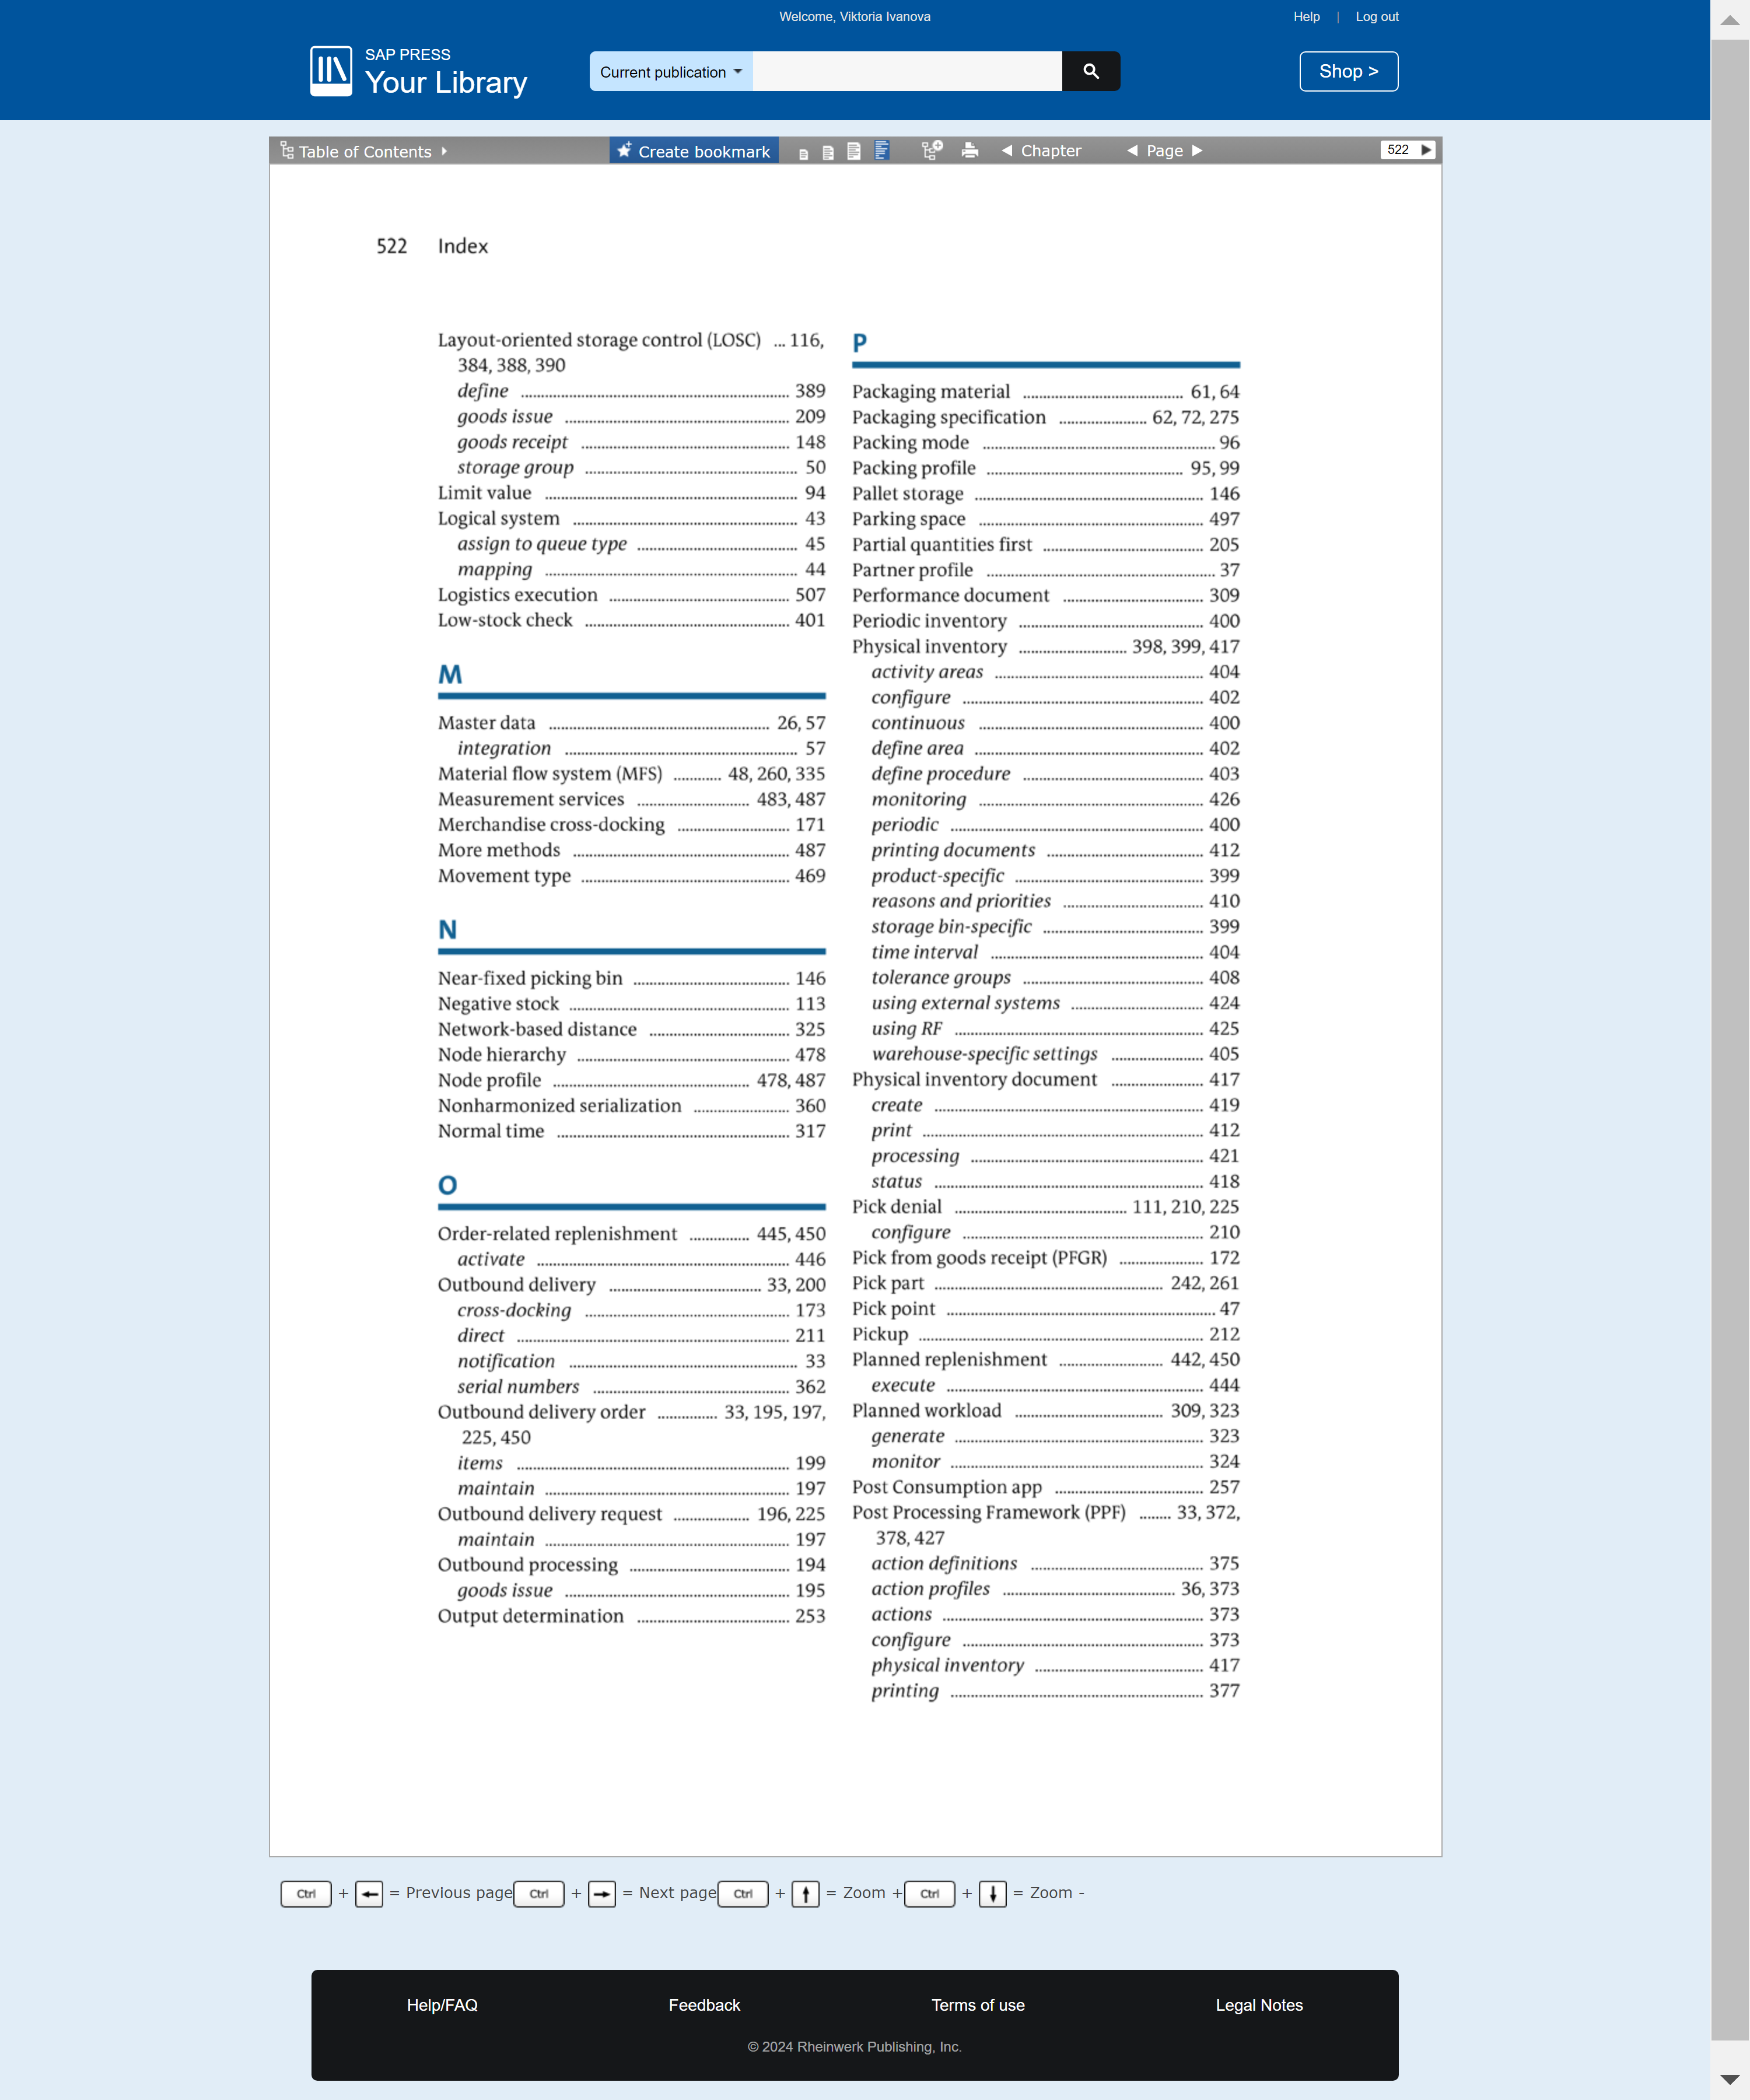 Welcome, Viktoria Ivanova
Help | Log out
SAP PRESS
Your Library
Current publication
Shop >
Table of Contents
Create bookmark
Chapter
Page
522
522 Index
Layout-oriented storage control (LOSC) ... 116,
384, 388, 390
define ... 389
goods issue ... 209
goods receipt ... 148
storage group ... 50
Limit value ... 94
Logical system ... 43
assign to queue type ... 45
mapping ... 44
Logistics execution ... 507
Low-stock check ... 401
M
Master data ... 26, 57
integration ... 57
Material flow system (MFS) ... 48, 260, 335
Measurement services ... 483, 487
Merchandise cross-docking ... 171
More methods ... 487
Movement type ... 469
N
Near-fixed picking bin ... 146
Negative stock ... 113
Network-based distance ... 325
Node hierarchy ... 478
Node profile ... 478, 487
Nonharmonized serialization ... 360
Normal time ... 317
O
Order-related replenishment ... 445, 450
activate ... 446
Outbound delivery ... 33, 200
cross-docking ... 173
direct ... 211
notification ... 33
serial numbers ... 362
Outbound delivery order ... 33, 195, 197,
225, 450
items ... 199
maintain ... 197
Outbound delivery request ... 196, 225
maintain ... 197
Outbound processing ... 194
goods issue ... 195
Output determination ... 253
P
Packaging material ... 61, 64
Packaging specification ... 62, 72, 275
Packing mode ... 96
Packing profile ... 95, 99
Pallet storage ... 146
Parking space ... 497
Partial quantities first ... 205
Partner profile ... 37
Performance document ... 309
Periodic inventory ... 400
Physical inventory ... 398, 399, 417
activity areas ... 404
configure ... 402
continuous ... 400
define area ... 402
define procedure ... 403
monitoring ... 426
periodic ... 400
printing documents ... 412
product-specific ... 399
reasons and priorities ... 410
storage bin-specific ... 399
time interval ... 404
tolerance groups ... 408
using external systems ... 424
using RF ... 425
warehouse-specific settings ... 405
Physical inventory document ... 417
create ... 419
print ... 412
processing ... 421
status ... 418
Pick denial ... 111, 210, 225
configure ... 210
Pick from goods receipt (PFGR) ... 172
Pick part ... 242, 261
Pick point ... 47
Pickup ... 212
Planned replenishment ... 442, 450
execute ... 444
Planned workload ... 309, 323
generate ... 323
monitor ... 324
Post Consumption app ... 257
Post Processing Framework (PPF) ... 33, 372,
378, 427
action definitions ... 375
action profiles ... 36, 373
actions ... 373
configure ... 373
physical inventory ... 417
printing ... 377
Ctrl + ← = Previous page Ctrl + → = Next page Ctrl + ↑ = Zoom + Ctrl + ↓ = Zoom -
Help/FAQ Feedback Terms of use Legal Notes
© 2024 Rheinwerk Publishing, Inc.